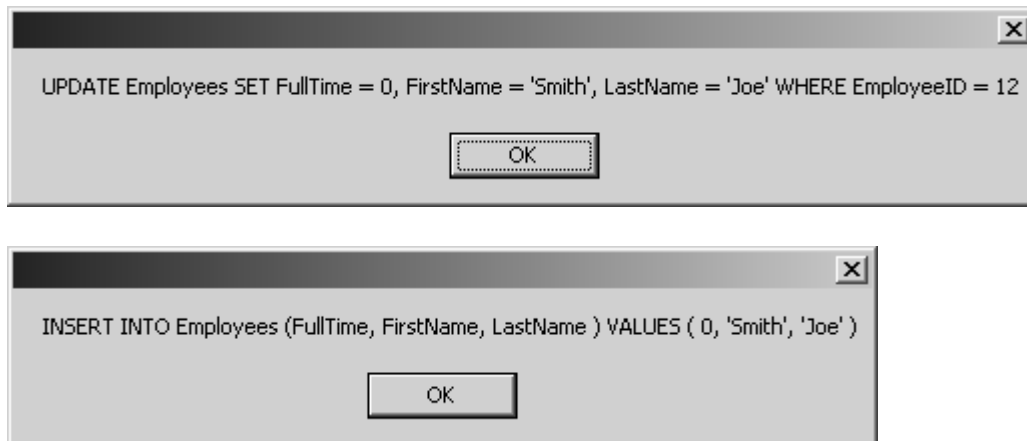 UPDATE Employees SET FullTime = 0, FirstName = 'Smith', LastName = 'Joe' WHERE EmployeeID = 12
OK
INSERT INTO Employees (FullTime, FirstName, LastName ) VALUES ( 0, 'Smith', 'Joe' )
OK